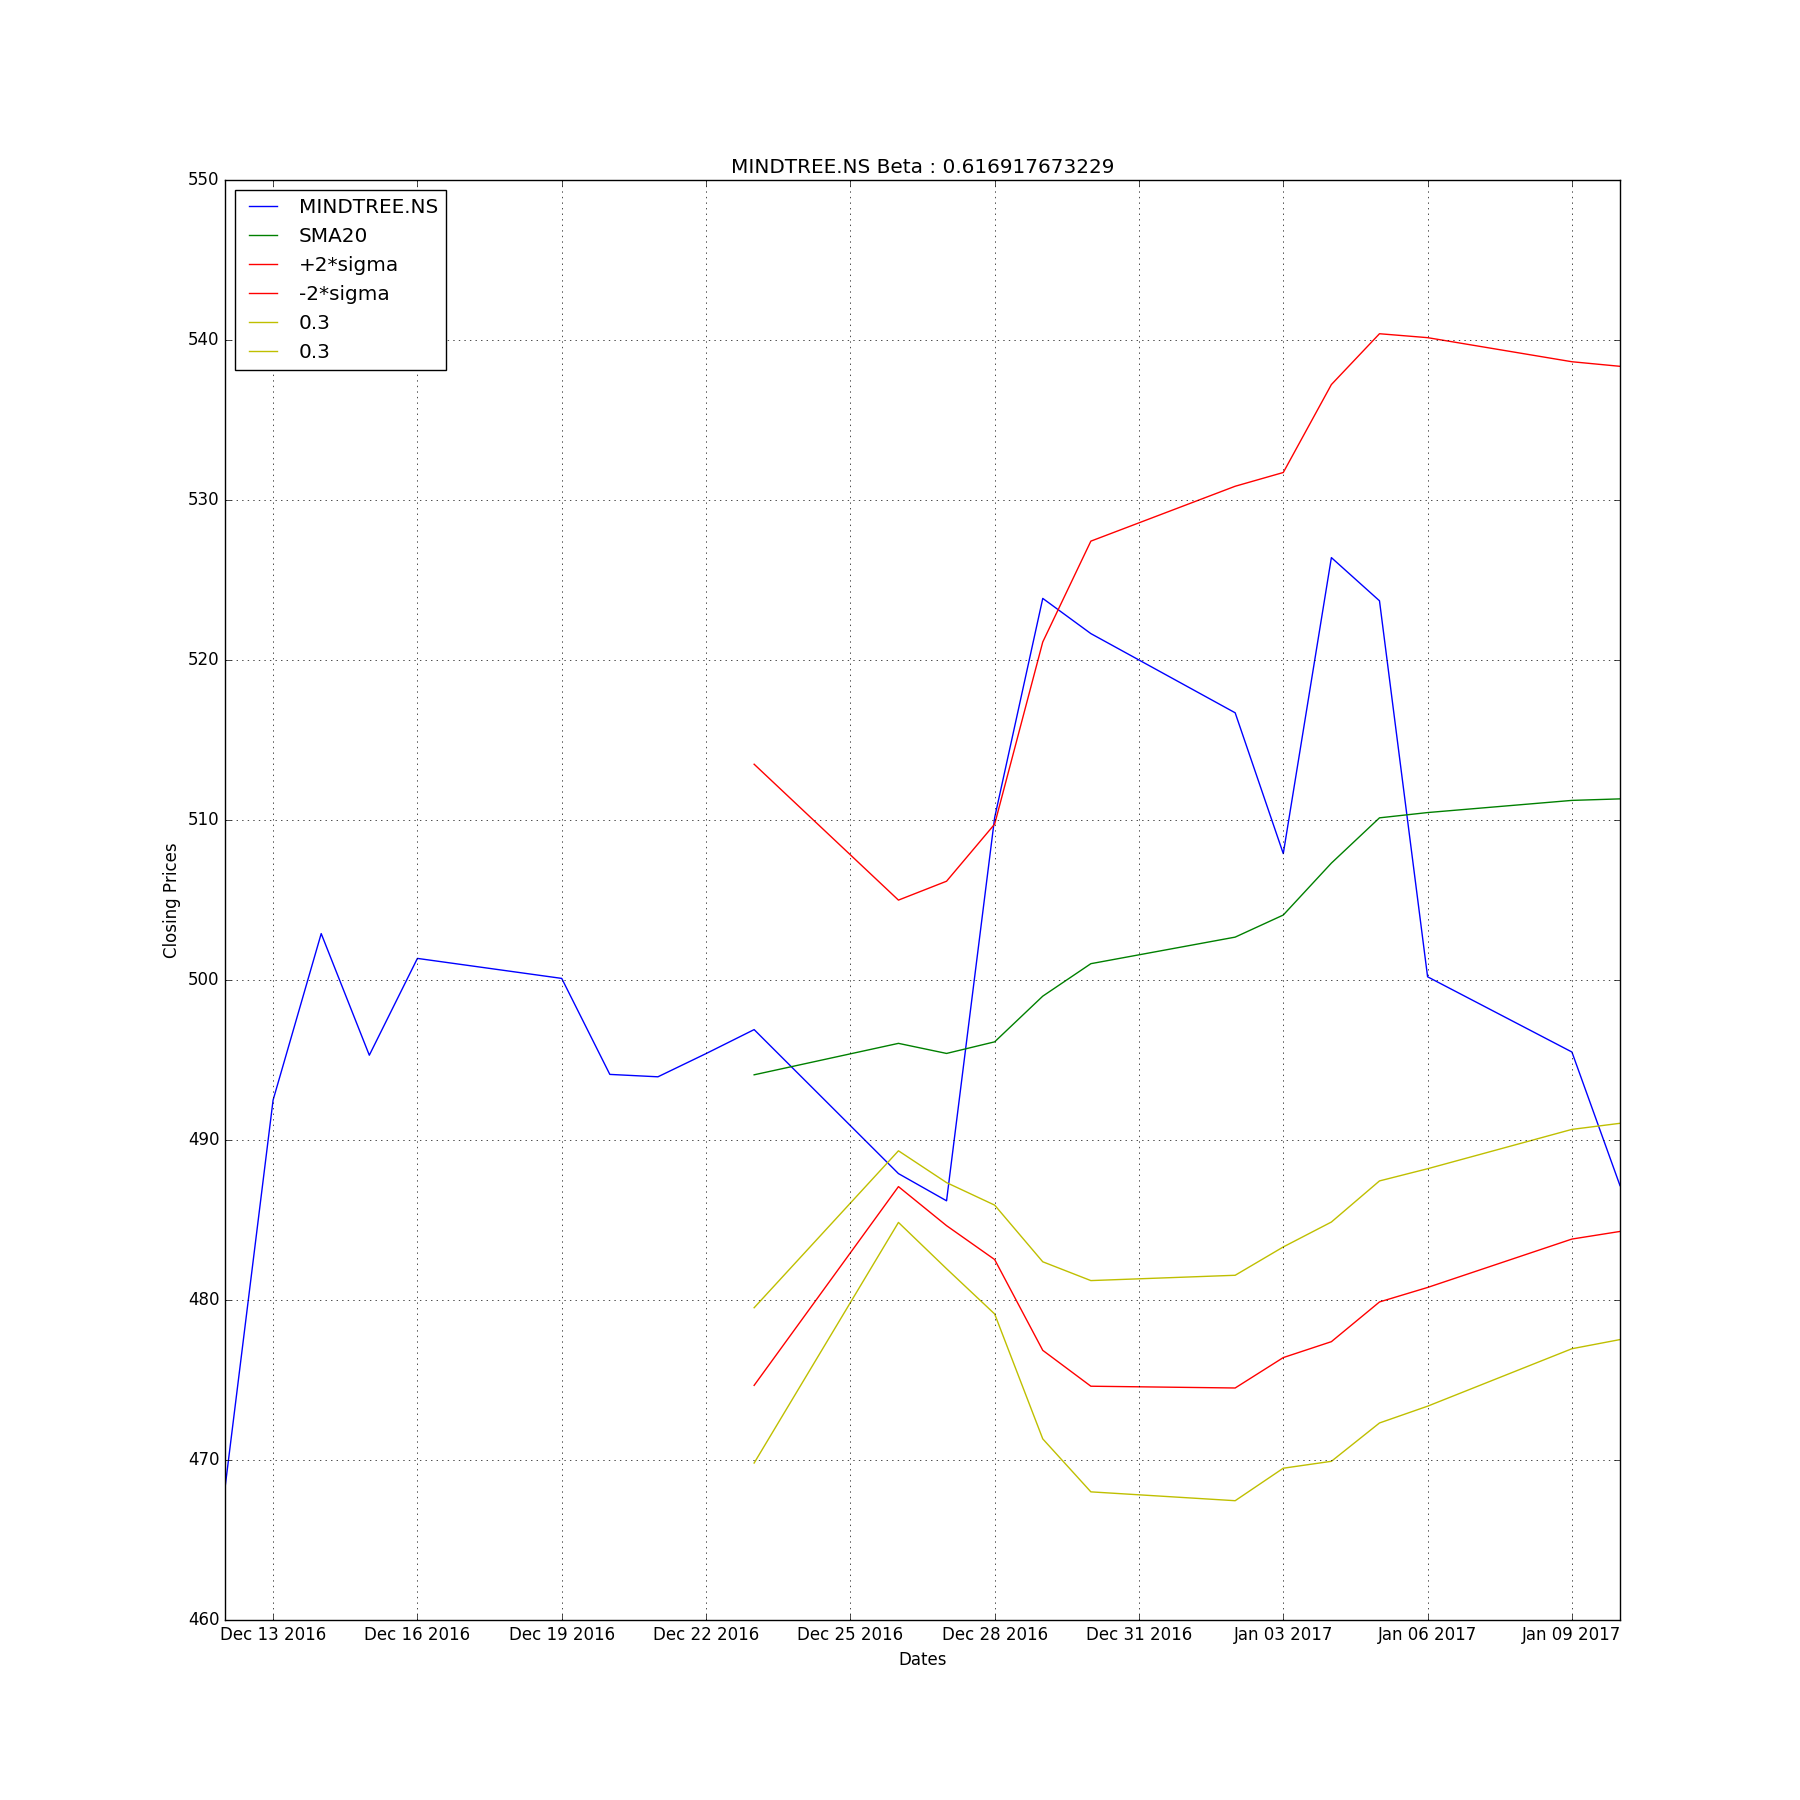 MINDTREE.NS Beta : 0.616917673229
550
540
530
520
510
500
490
480
470
460
MINDTREE.NS
SMA20
+2*sigma
-2*sigma
0.3
0.3
Closing Prices
Dec 13 2016 Dec 16 2016 Dec 19 2016 Dec 22 2016 Dec 25 2016 Dec 28 2016 Dec 31 2016 Jan 03 2017 Jan 06 2017 Jan 09 2017
Dates